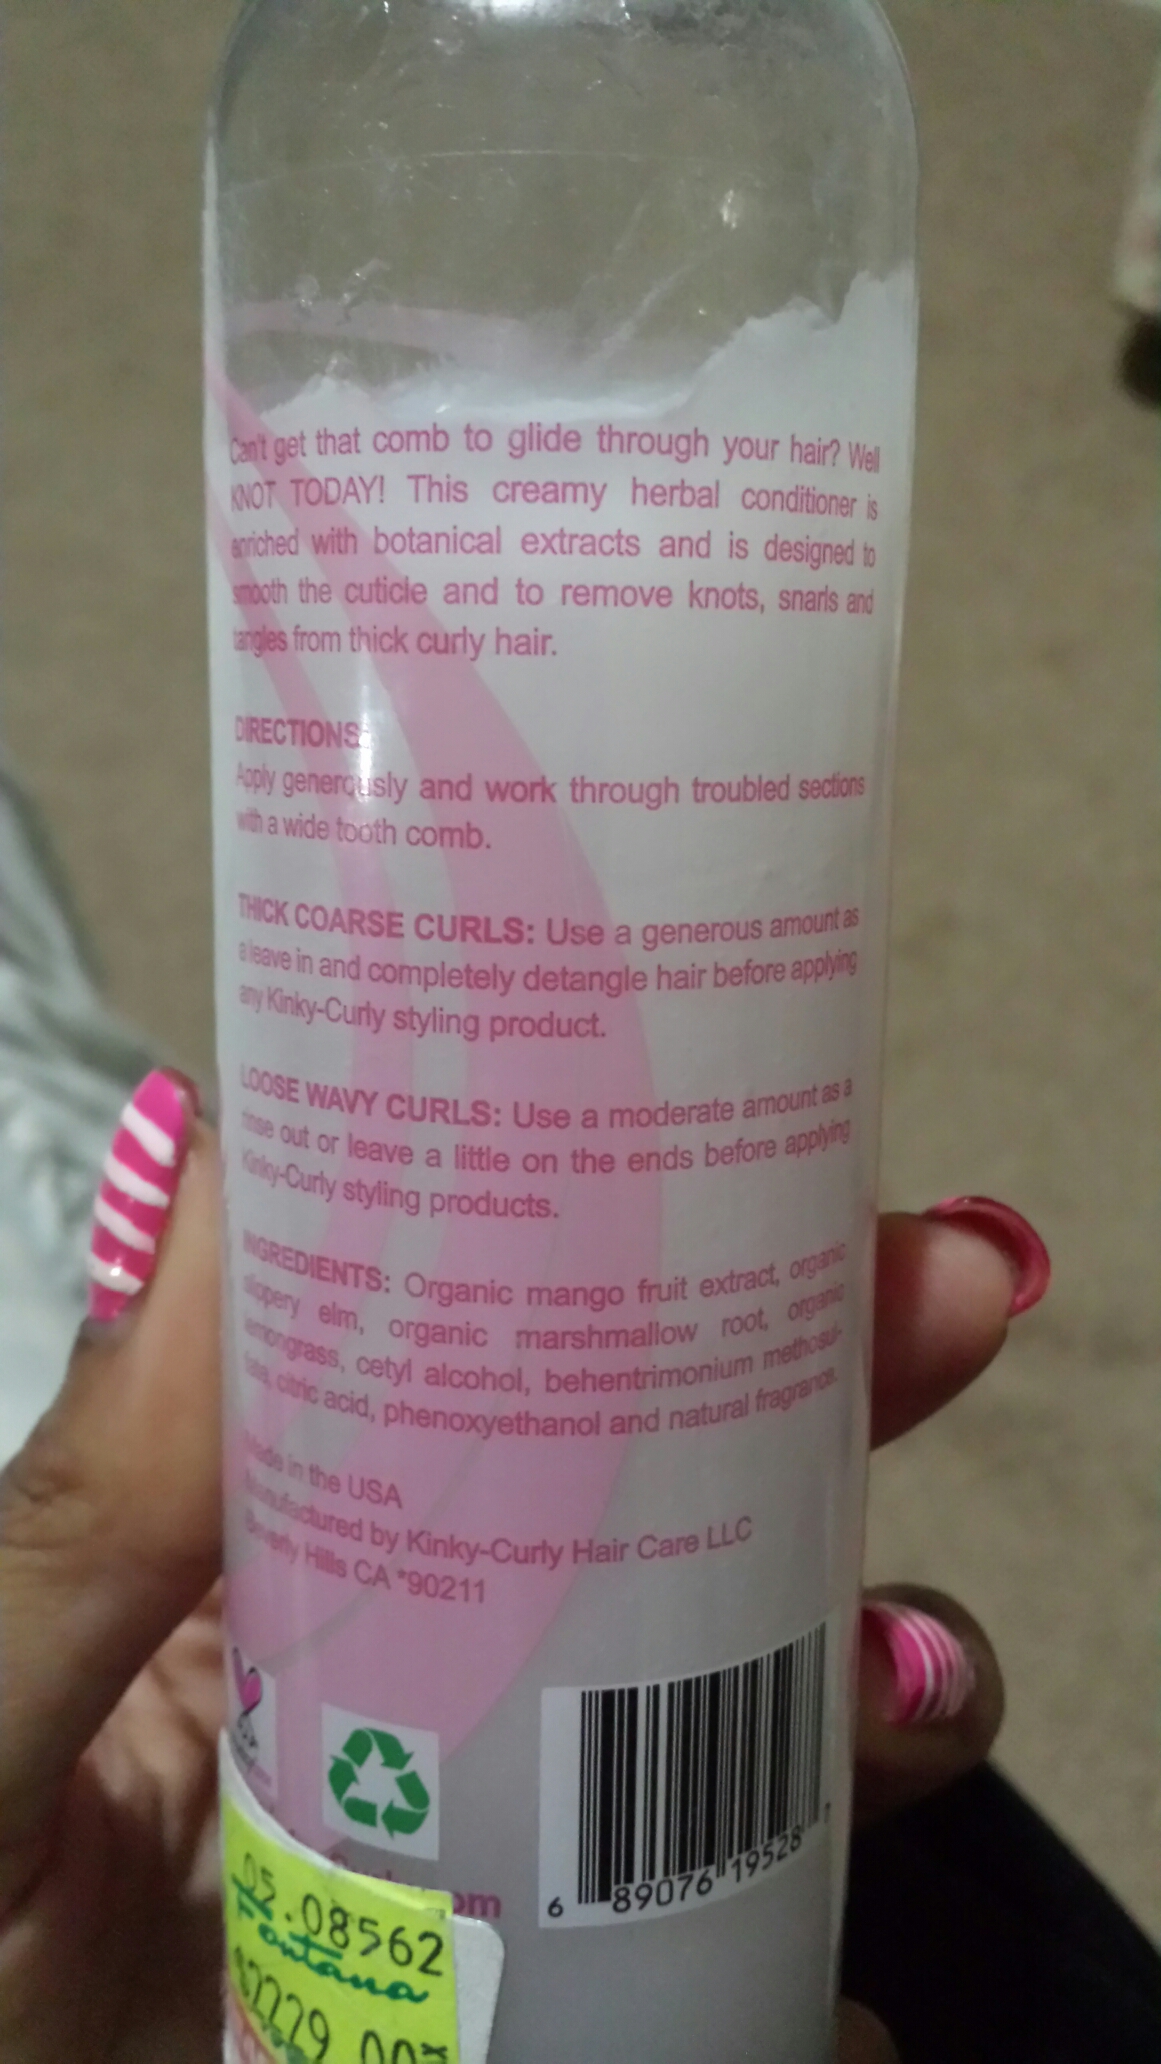 Can't get that comb to glide through your hair? Well
KNOT TODAY! This creamy herbal conditioner is
enriched with botanical extracts and is designed to
smooth the cuticle and to remove knots, snarls and
tangles from thick curly hair.
DIRECTIONS:
Apply generously and work through troubled sections
with a wide tooth comb.
THICK COARSE CURLS: Use a generous amount as
a leave in and completely detangle hair before applying
any Kinky-Curly styling product.
LOOSE WAVY CURLS: Use a moderate amount as a
rinse out or leave a little on the ends before applying
Kinky-Curly styling products.
INGREDIENTS: Organic mango fruit extract, organic
slippery elm, organic marshmallow root, organic
lemongrass, cetyl alcohol, behentrimonium methosul-
fate, citric acid, phenoxyethanol and natural fragrance.
Made in the USA
Manufactured by Kinky-Curly Hair Care LLC
Beverly Hills CA *90211
6 89076 19528 7
05.08562
Fontana
$2229.00